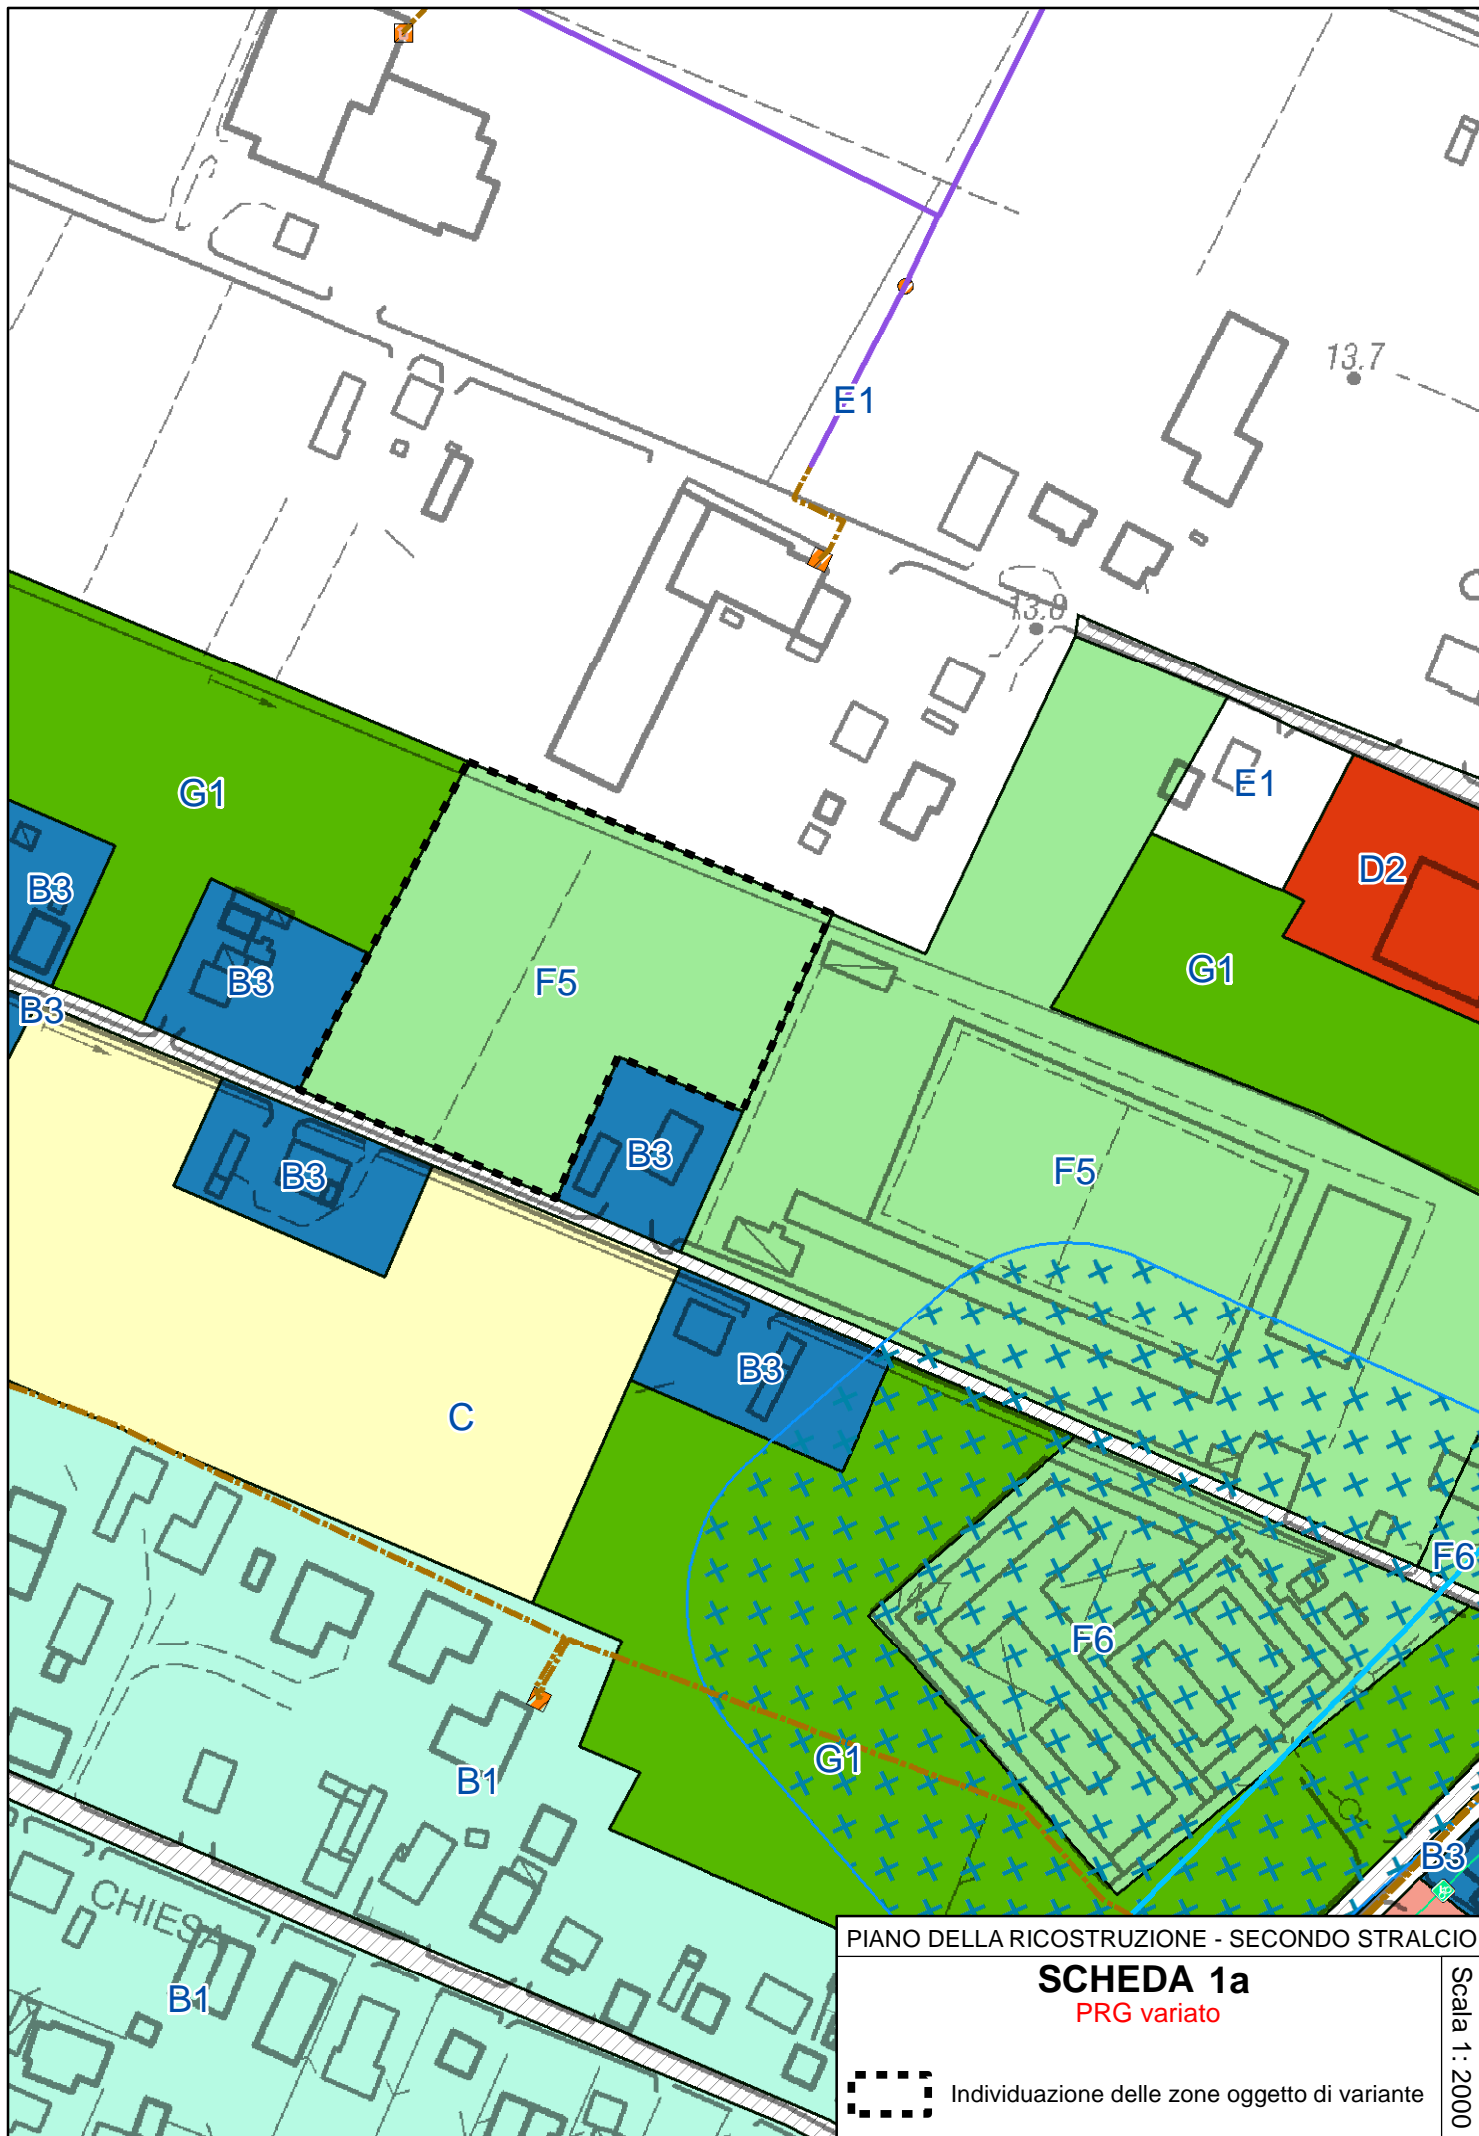 13.7
E1
13.8
G1
E1
D2
B3
B3
F5
G1
B3
B3
B3
F5
B3
C
F6
F6
G1
B1
B3
CHIESA
B1
PIANO DELLA RICOSTRUZIONE - SECONDO STRALCIO
SCHEDA 1a
PRG variato
Individuazione delle zone oggetto di variante
Scala 1: 2000